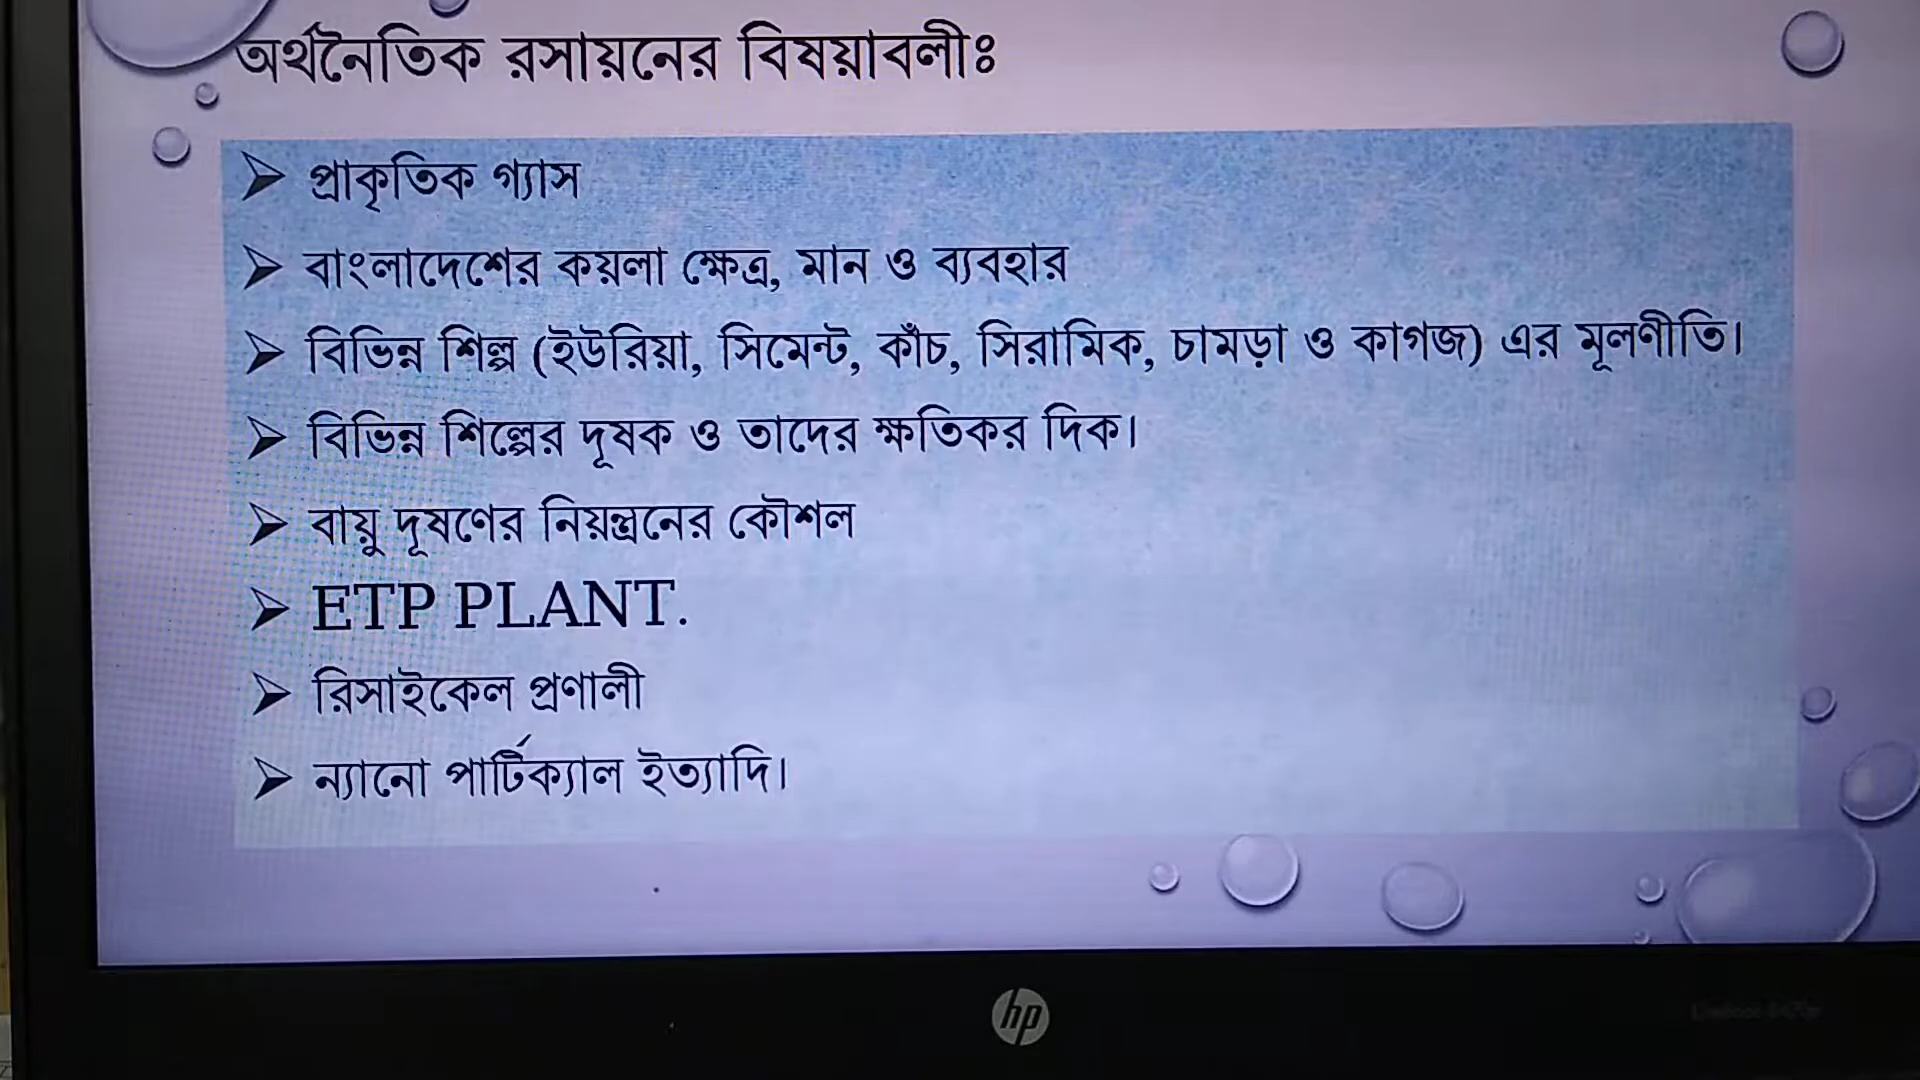 অর্থনৈতিক রসায়নের বিষয়াবলীঃ
➢ প্রাকৃতিক গ্যাস
➢ বাংলাদেশের কয়লা ক্ষেত্র, মান ও ব্যবহার
➢ বিভিন্ন শিল্প (ইউরিয়া, সিমেন্ট, কাঁচ, সিরামিক, চামড়া ও কাগজ) এর মূলণীতি।
➢ বিভিন্ন শিল্পের দূষক ও তাদের ক্ষতিকর দিক।
➢ বায়ু দূষণের নিয়ন্ত্রনের কৌশল
➢ ETP PLANT.
➢ রিসাইকেল প্রণালী
➢ ন্যানো পার্টিক্যাল ইত্যাদি।
hp